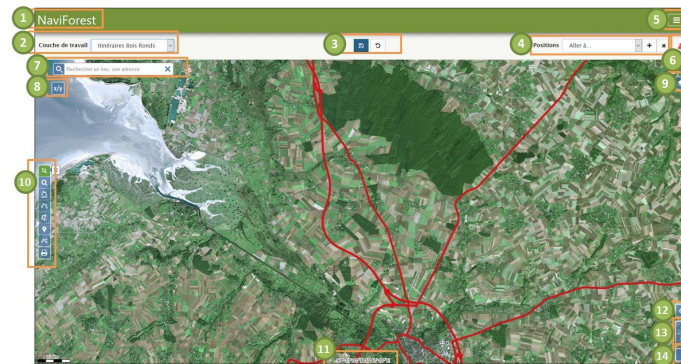 1 NaviForest 5
2 Couche de travail Itinéraires Bois Ronds 3 4 Positions Aller à...
6
7 Rechercher un lieu, une adresse
8 x/y 9
10
12
13
11 14